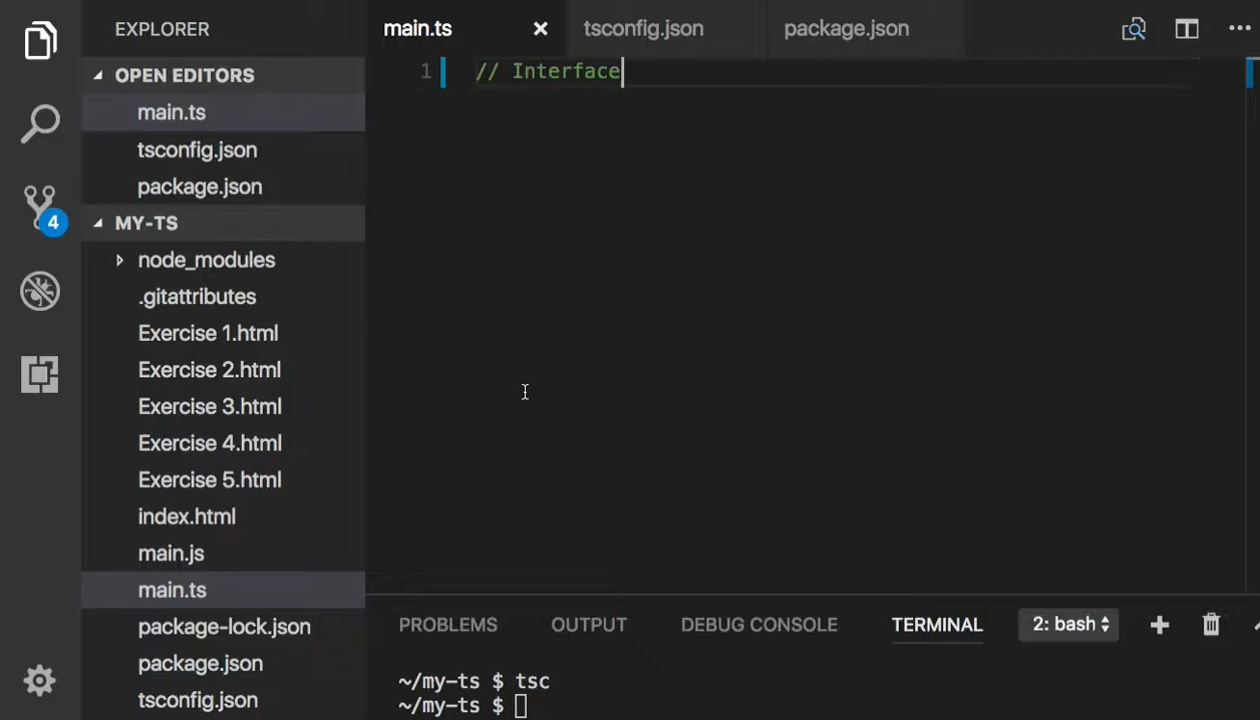 EXPLORER
OPEN EDITORS
main.ts
tsconfig.json
package.json
4
MY-TS
node_modules
.gitattributes
Exercise 1.html
Exercise 2.html
Exercise 3.html
Exercise 4.html
Exercise 5.html
index.html
main.js
main.ts
package-lock.json
package.json
tsconfig.json
main.ts tsconfig.json package.json
1 // Interface
PROBLEMS OUTPUT DEBUG CONSOLE TERMINAL 2: bash
~/my-ts $ tsc
~/my-ts $